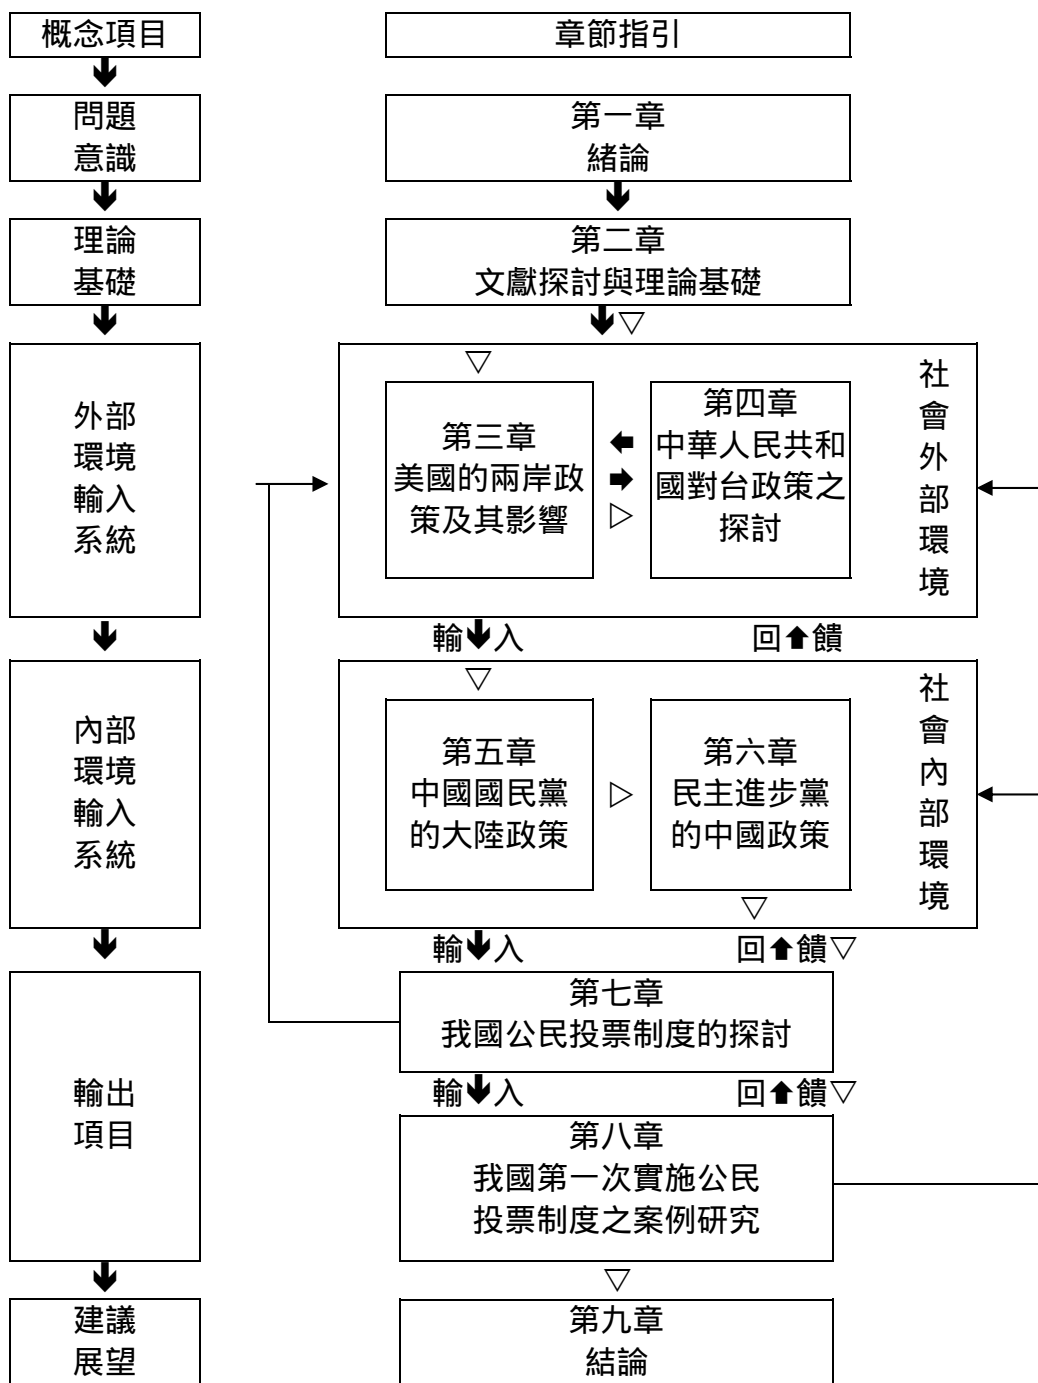 概念項目
章節指引
問題
意識
第一章
緒論
理論
基礎
第二章
文獻探討與理論基礎
外部
環境
輸入
系統
第三章
美國的兩岸政
策及其影響
第四章
中華人民共和
國對台政策之
探討
社
會
外
部
環
境
輸入
回饋
內部
環境
輸入
系統
第五章
中國國民黨
的大陸政策
第六章
民主進步黨
的中國政策
社
會
內
部
環
境
輸入
回饋
輸出
項目
第七章
我國公民投票制度的探討
輸入
回饋
第八章
我國第一次實施公民
投票制度之案例研究
建議
展望
第九章
結論